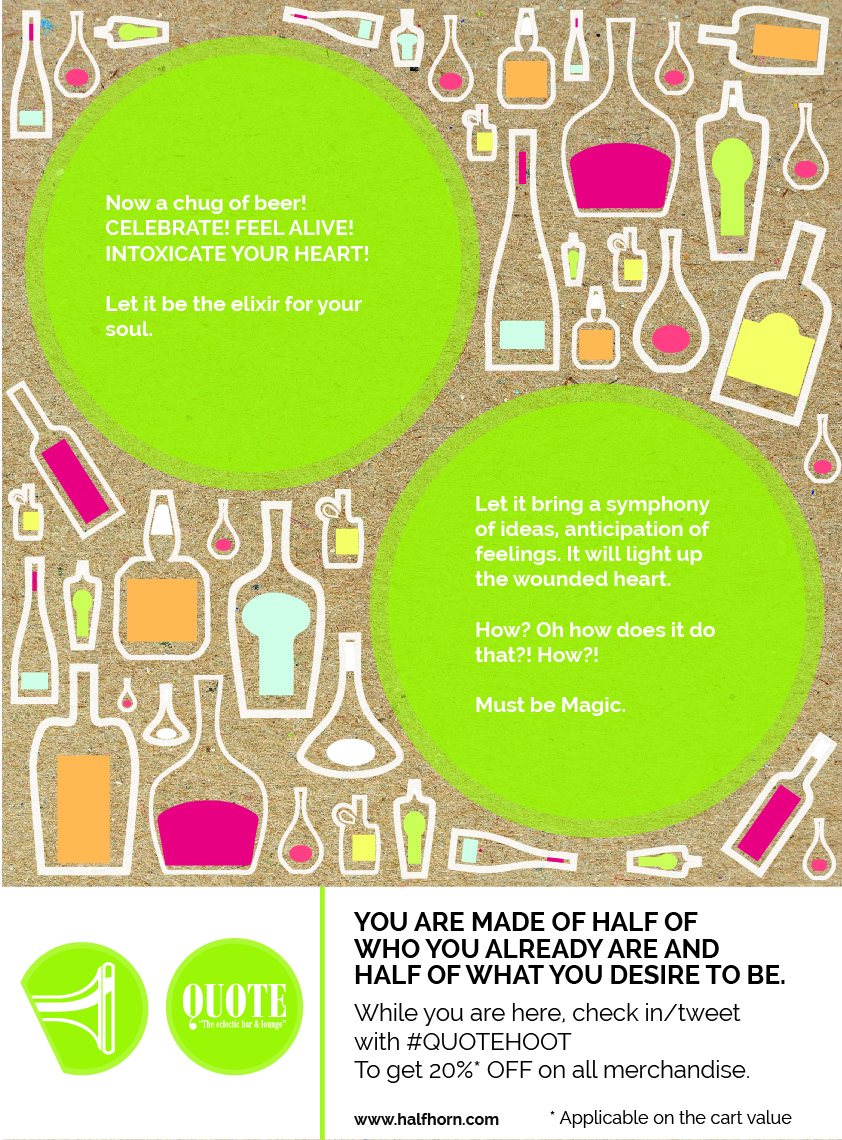 Now a chug of beer!
CELEBRATE! FEEL ALIVE!
INTOXICATE YOUR HEART!
Let it be the elixir for your
soul.
Let it bring a symphony
of ideas, anticipation of
feelings. It will light up
the wounded heart.
How? Oh how does it do
that?! How?!
Must be Magic.
QUOTE
"The eclectic bar & lounge"
YOU ARE MADE OF HALF OF
WHO YOU ALREADY ARE AND
HALF OF WHAT YOU DESIRE TO BE.
While you are here, check in/tweet
with #QUOTEHOOT
To get 20%* OFF on all merchandise.
www.halfhorn.com
* Applicable on the cart value